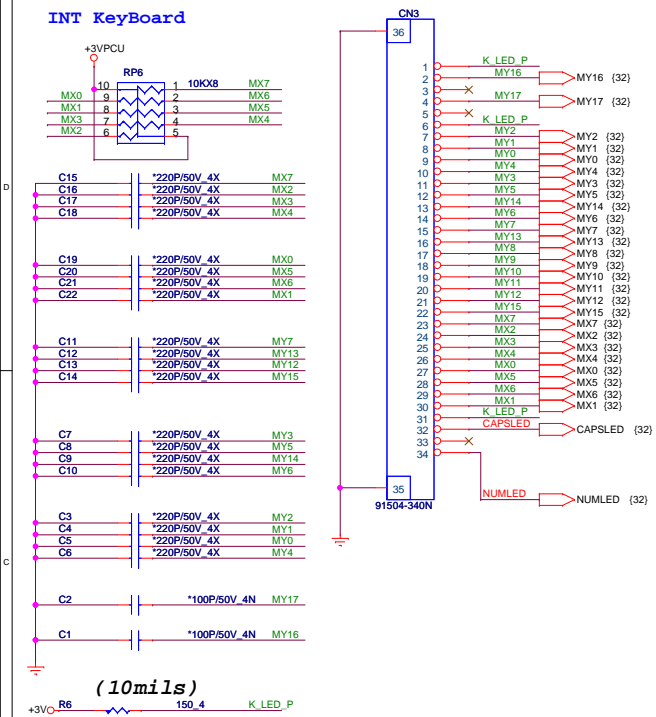 INT KeyBoard
+3VPCU
RP6
10 1 10KX8 MX7
MX0 9 2 MX6
MX1 8 3 MX5
MX3 7 4 MX4
MX2 6 5
D
C15 *220P/50V_4X MX7
C16 *220P/50V_4X MX2
C17 *220P/50V_4X MX3
C18 *220P/50V_4X MX4
C19 *220P/50V_4X MX0
C20 *220P/50V_4X MX5
C21 *220P/50V_4X MX6
C22 *220P/50V_4X MX1
C11 *220P/50V_4X MY7
C12 *220P/50V_4X MY13
C13 *220P/50V_4X MY12
C14 *220P/50V_4X MY15
C7 *220P/50V_4X MY3
C8 *220P/50V_4X MY5
C9 *220P/50V_4X MY14
C10 *220P/50V_4X MY6
C3 *220P/50V_4X MY2
C4 *220P/50V_4X MY1
C5 *220P/50V_4X MY0
C6 *220P/50V_4X MY4
C
C2 *100P/50V_4N MY17
C1 *100P/50V_4N MY16
(10mils)
+3V R6 150_4 K_LED_P
CN3
36
1 K_LED_P
2 MY16 MY16 {32}
3
4 MY17 MY17 {32}
5
6 K_LED_P
7 MY2 MY2 {32}
8 MY1 MY1 {32}
9 MY0 MY0 {32}
10 MY4 MY4 {32}
11 MY3 MY3 {32}
12 MY5 MY5 {32}
13 MY14 MY14 {32}
14 MY6 MY6 {32}
15 MY7 MY7 {32}
16 MY13 MY13 {32}
17 MY8 MY8 {32}
18 MY9 MY9 {32}
19 MY10 MY10 {32}
20 MY11 MY11 {32}
21 MY12 MY12 {32}
22 MY15 MY15 {32}
23 MX7 MX7 {32}
24 MX2 MX2 {32}
25 MX3 MX3 {32}
26 MX4 MX4 {32}
27 MX0 MX0 {32}
28 MX5 MX5 {32}
29 MX6 MX6 {32}
30 MX1 MX1 {32}
31 K_LED_P
32 CAPSLED CAPSLED {32}
33
34
35
NUMLED NUMLED {32}
91504-340N